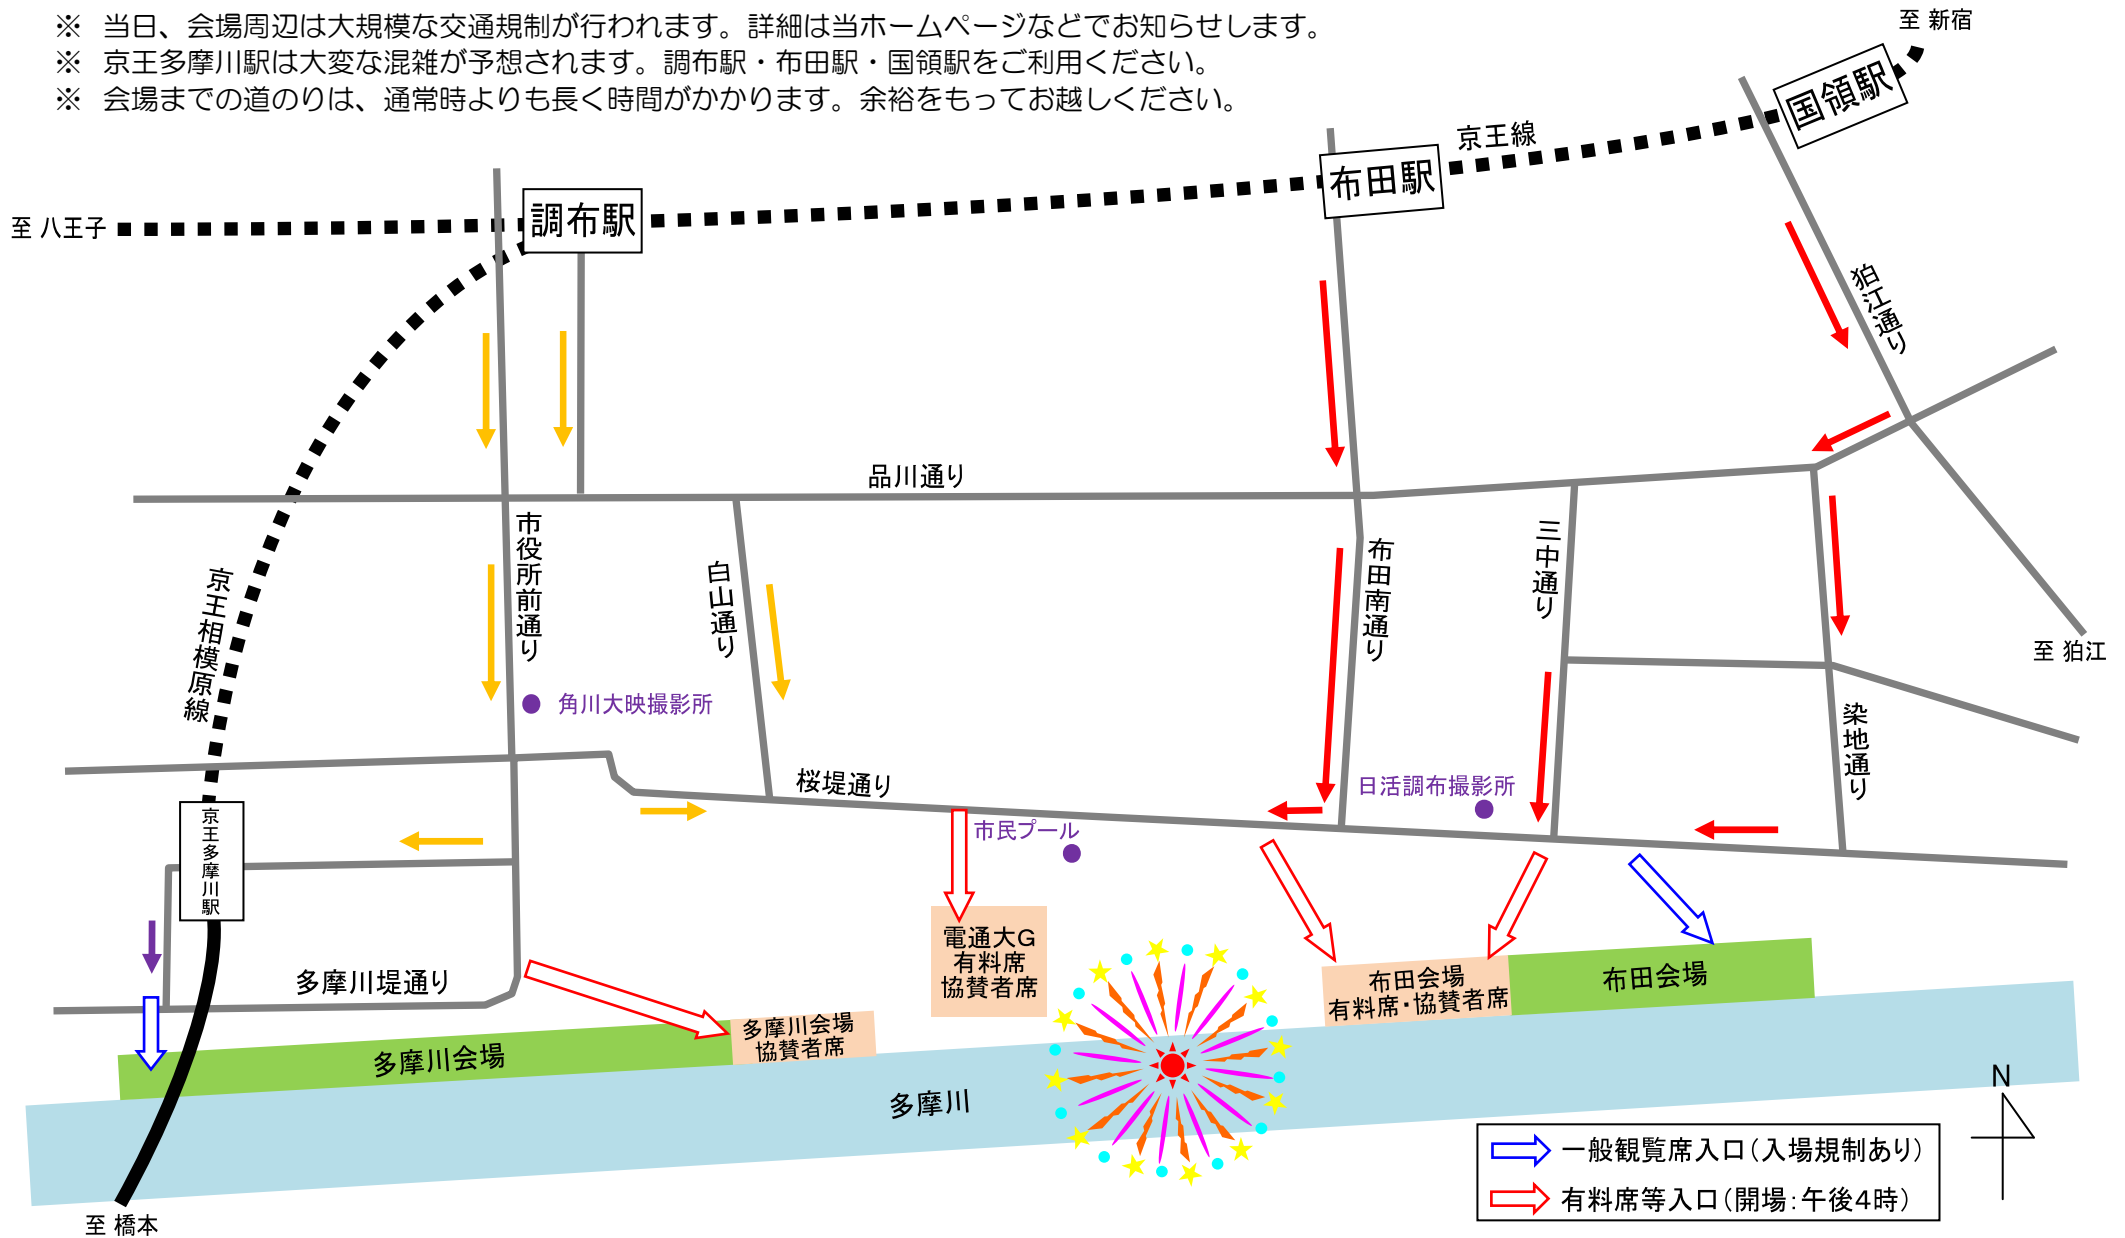 ※ 当日、会場周辺は大規模な交通規制が行われます。詳細は当ホームページなどでお知らせします。
※ 京王多摩川駅は大変な混雑が予想されます。調布駅・布田駅・国領駅をご利用ください。
※ 会場までの道のりは、通常時よりも長く時間がかかります。余裕をもってお越しください。
至 新宿
国領駅
京王線
布田駅
調布駅
至 八王子
狛江通り
品川通り
市役所前通り
白山通り
布田南通り
三中通り
京王相模原線
至 狛江
角川大映撮影所
染地通り
桜堤通り
日活調布撮影所
市民プール
京王多摩川駅
電通大G
有料席
協賛者席
多摩川堤通り
布田会場
有料席・協賛者席
布田会場
多摩川会場
協賛者席
多摩川会場
多摩川
N
一般観覧席入口(入場規制あり)
有料席等入口(開場:午後4時)
至 橋本